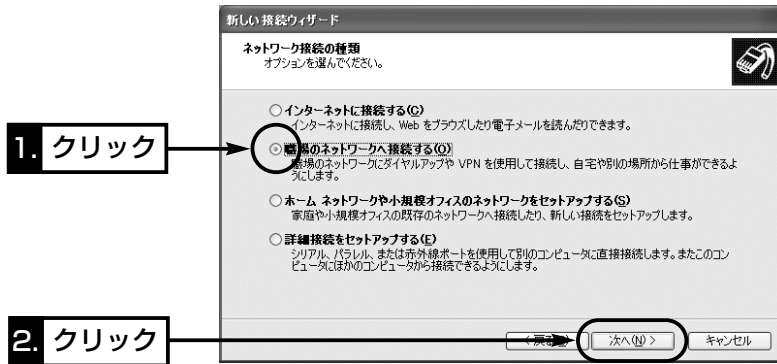 新しい接続ウィザード
ネットワーク接続の種類
オプションを選んでください。
○インターネットに接続する(C)
インターネットに接続し、Web をブラウズしたり電子メールを読んだりできます。
1. クリック
職場のネットワークへ接続する(O)
職場のネットワークにダイヤルアップや VPN を使用して接続し、自宅や別の場所から仕事ができるよ
うにします。
○ホーム ネットワークや小規模オフィスのネットワークをセットアップする(S)
家庭や小規模オフィスの既存のネットワークへ接続したり、新しい接続をセットアップします。
○詳細接続をセットアップする(E)
シリアル、パラレル、または赤外線ポートを使用して別のコンピュータに直接接続します。またこのコン
ピュータにほかのコンピュータから接続できるようにします。
2. クリック
< 戻る(B)
次へ(N) >
キャンセル